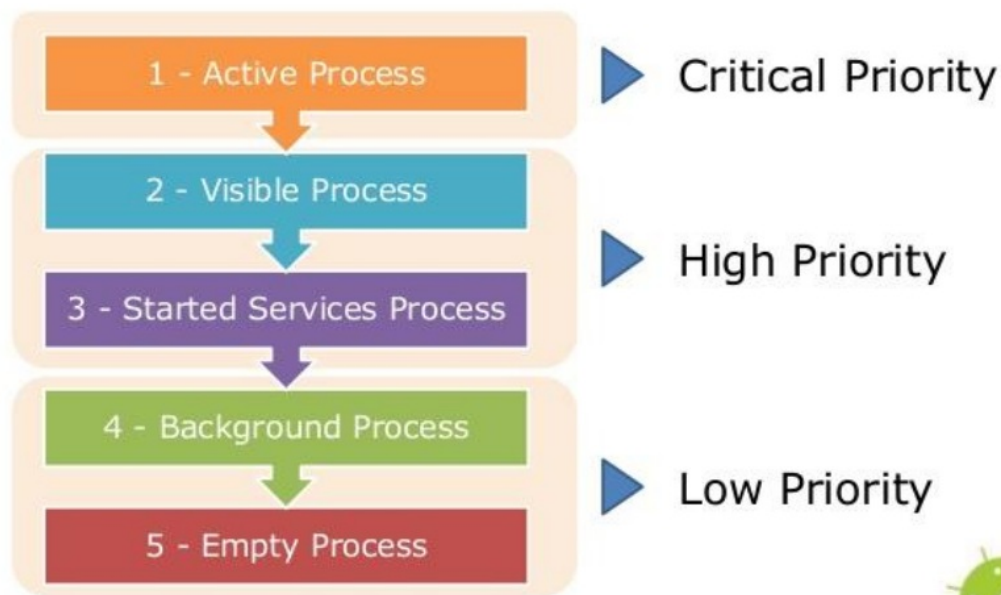 1 - Active Process
Critical Priority
2 - Visible Process
3 - Started Services Process
High Priority
4 - Background Process
5 - Empty Process
Low Priority